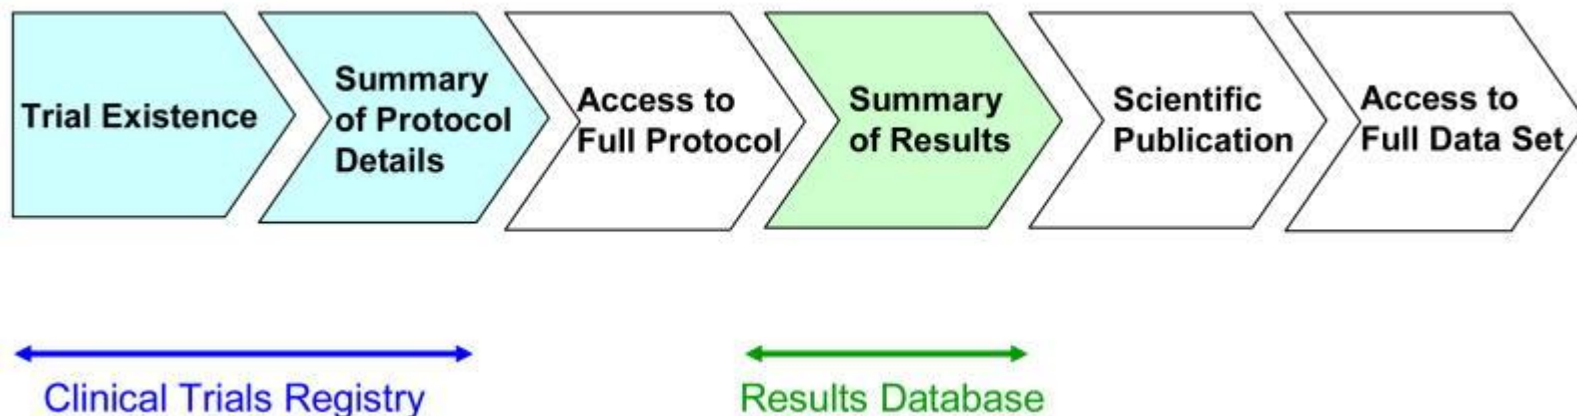 Trial Existence
Summary
of Protocol
Details
Access to
Full Protocol
Summary
of Results
Scientific
Publication
Access to
Full Data Set
Clinical Trials Registry
Results Database